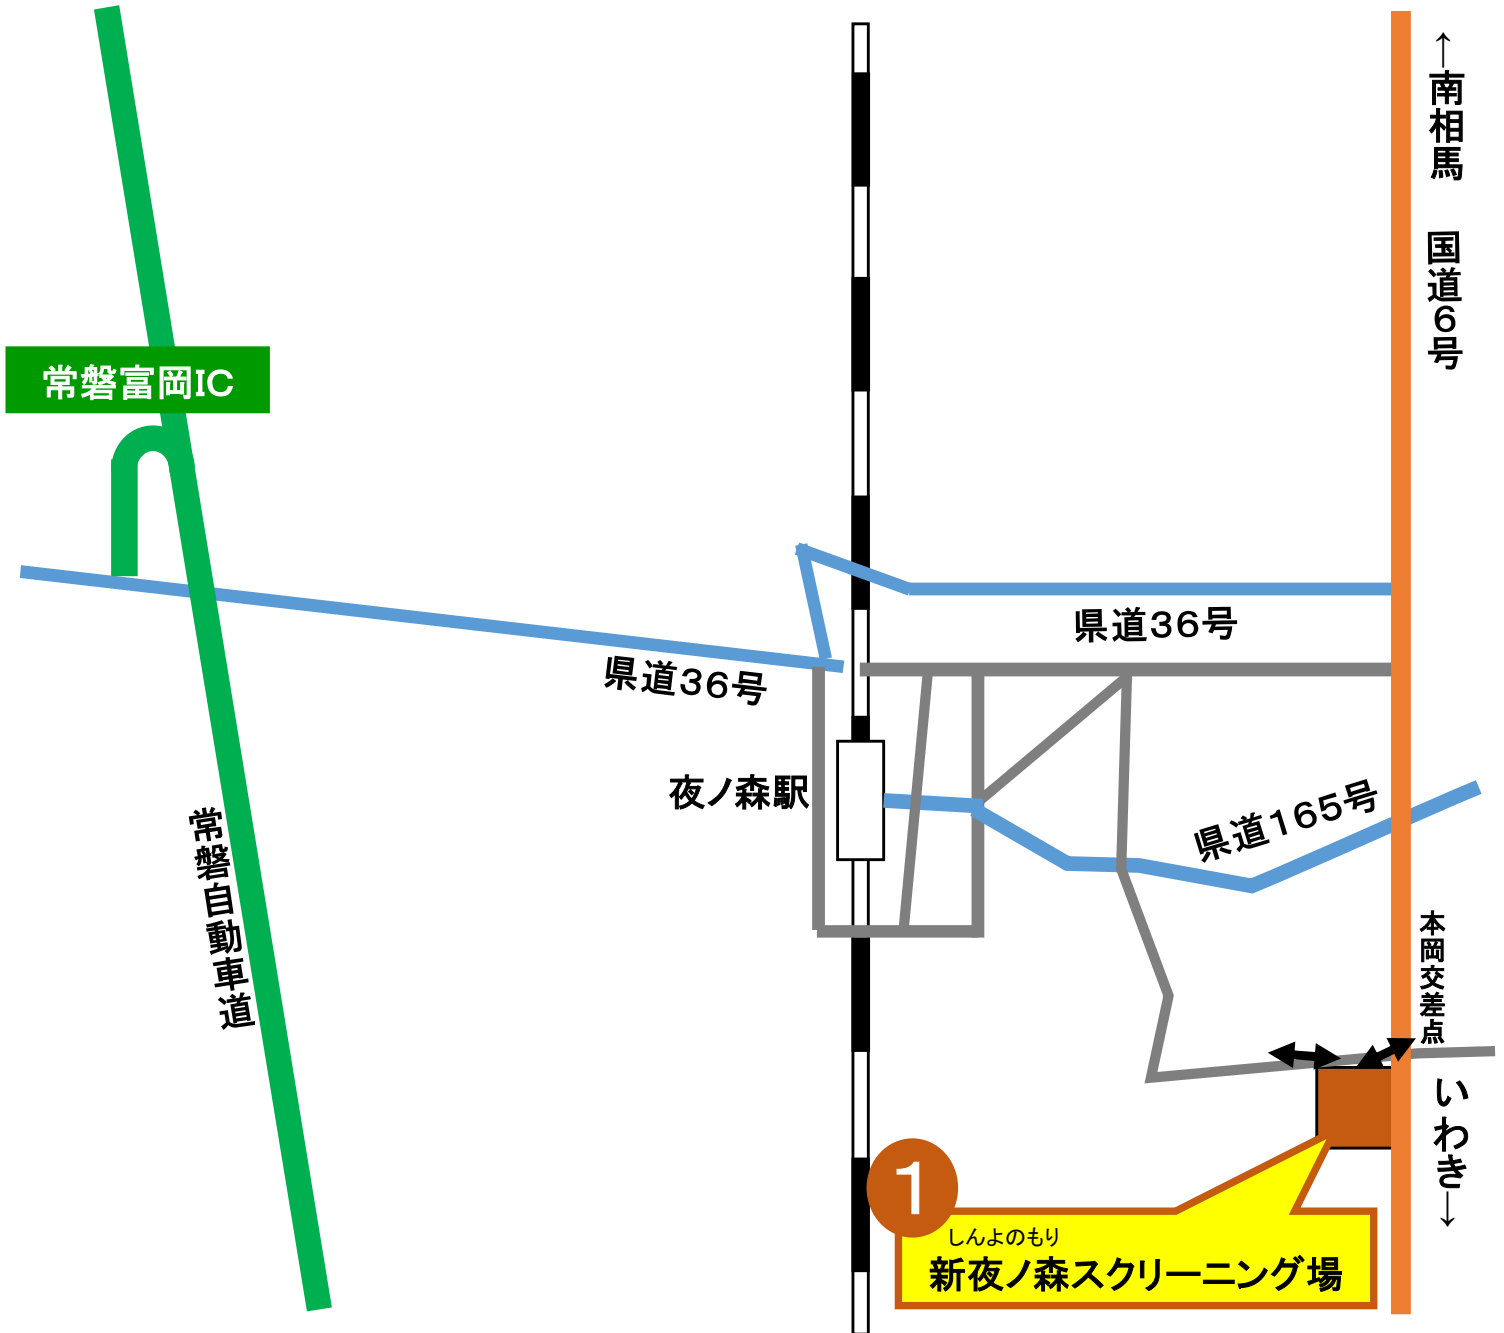 ↑南相馬
国道6号
常磐富岡IC
県道36号
県道36号
夜ノ森駅
県道165号
常磐自動車道
本岡交差点
いわき→
1
しんよのもり
新夜ノ森スクリーニング場